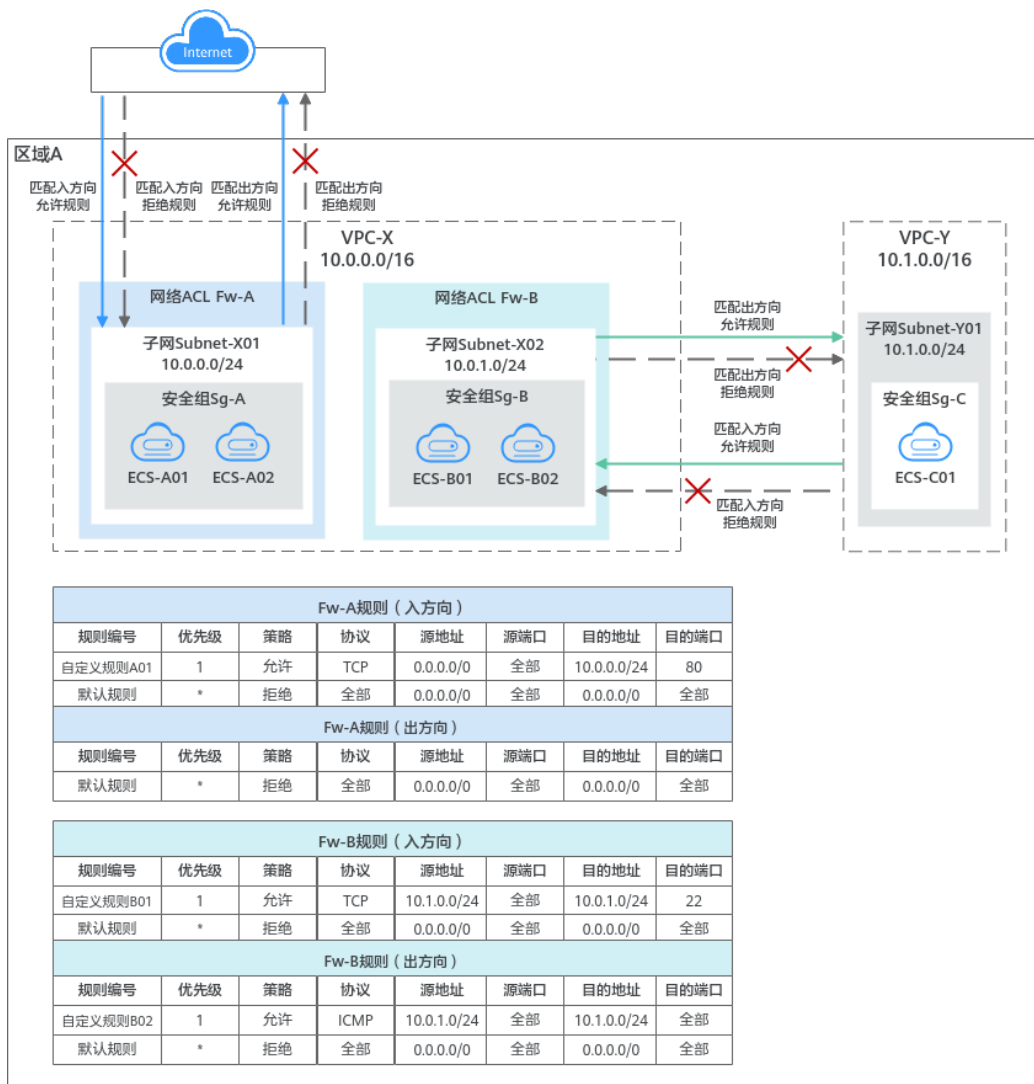 Internet
区域A
匹配入方向
允许规则
匹配入方向
拒绝规则
匹配出方向
允许规则
匹配出方向
拒绝规则
VPC-X
10.0.0.0/16
网络ACL Fw-A
子网Subnet-X01
10.0.0.0/24
安全组Sg-A
ECS-A01
ECS-A02
网络ACL Fw-B
子网Subnet-X02
10.0.1.0/24
安全组Sg-B
ECS-B01
ECS-B02
匹配出方向
允许规则
匹配出方向
拒绝规则
匹配入方向
允许规则
匹配入方向
拒绝规则
VPC-Y
10.1.0.0/16
子网Subnet-Y01
10.1.0.0/24
安全组Sg-C
ECS-C01
Fw-A规则（入方向）
规则编号 优先级 策略 协议 源地址 源端口 目的地址 目的端口
自定义规则A01 1 允许 TCP 0.0.0.0/0 全部 10.0.0.0/24 80
默认规则 * 拒绝 全部 0.0.0.0/0 全部 0.0.0.0/0 全部
Fw-A规则（出方向）
规则编号 优先级 策略 协议 源地址 源端口 目的地址 目的端口
默认规则 * 拒绝 全部 0.0.0.0/0 全部 0.0.0.0/0 全部
Fw-B规则（入方向）
规则编号 优先级 策略 协议 源地址 源端口 目的地址 目的端口
自定义规则B01 1 允许 TCP 10.1.0.0/24 全部 10.0.1.0/24 22
默认规则 * 拒绝 全部 0.0.0.0/0 全部 0.0.0.0/0 全部
Fw-B规则（出方向）
规则编号 优先级 策略 协议 源地址 源端口 目的地址 目的端口
自定义规则B02 1 允许 ICMP 10.0.1.0/24 全部 10.1.0.0/24 全部
默认规则 * 拒绝 全部 0.0.0.0/0 全部 0.0.0.0/0 全部